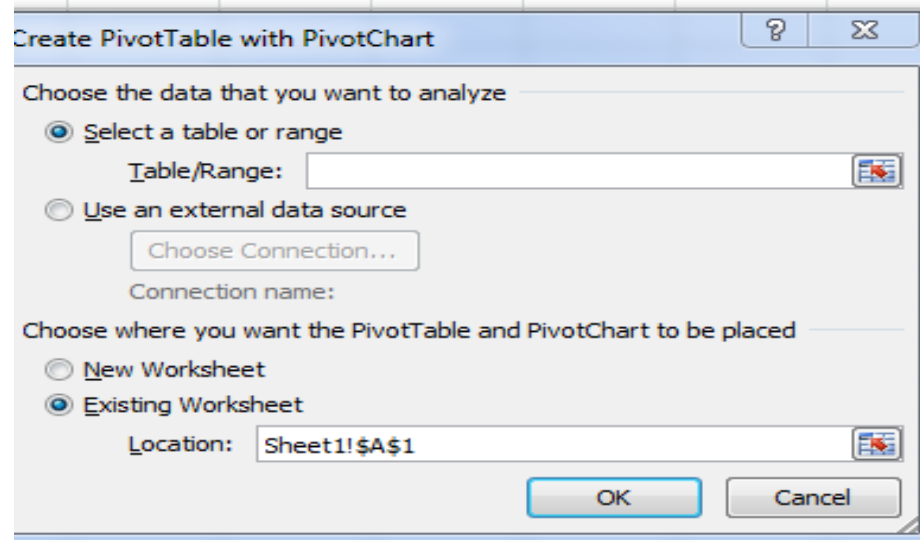 Create PivotTable with PivotChart
Choose the data that you want to analyze
Select a table or range
Table/Range:
Use an external data source
Choose Connection...
Connection name:
Choose where you want the PivotTable and PivotChart to be placed
New Worksheet
Existing Worksheet
Location: Sheet1!$A$1
OK Cancel